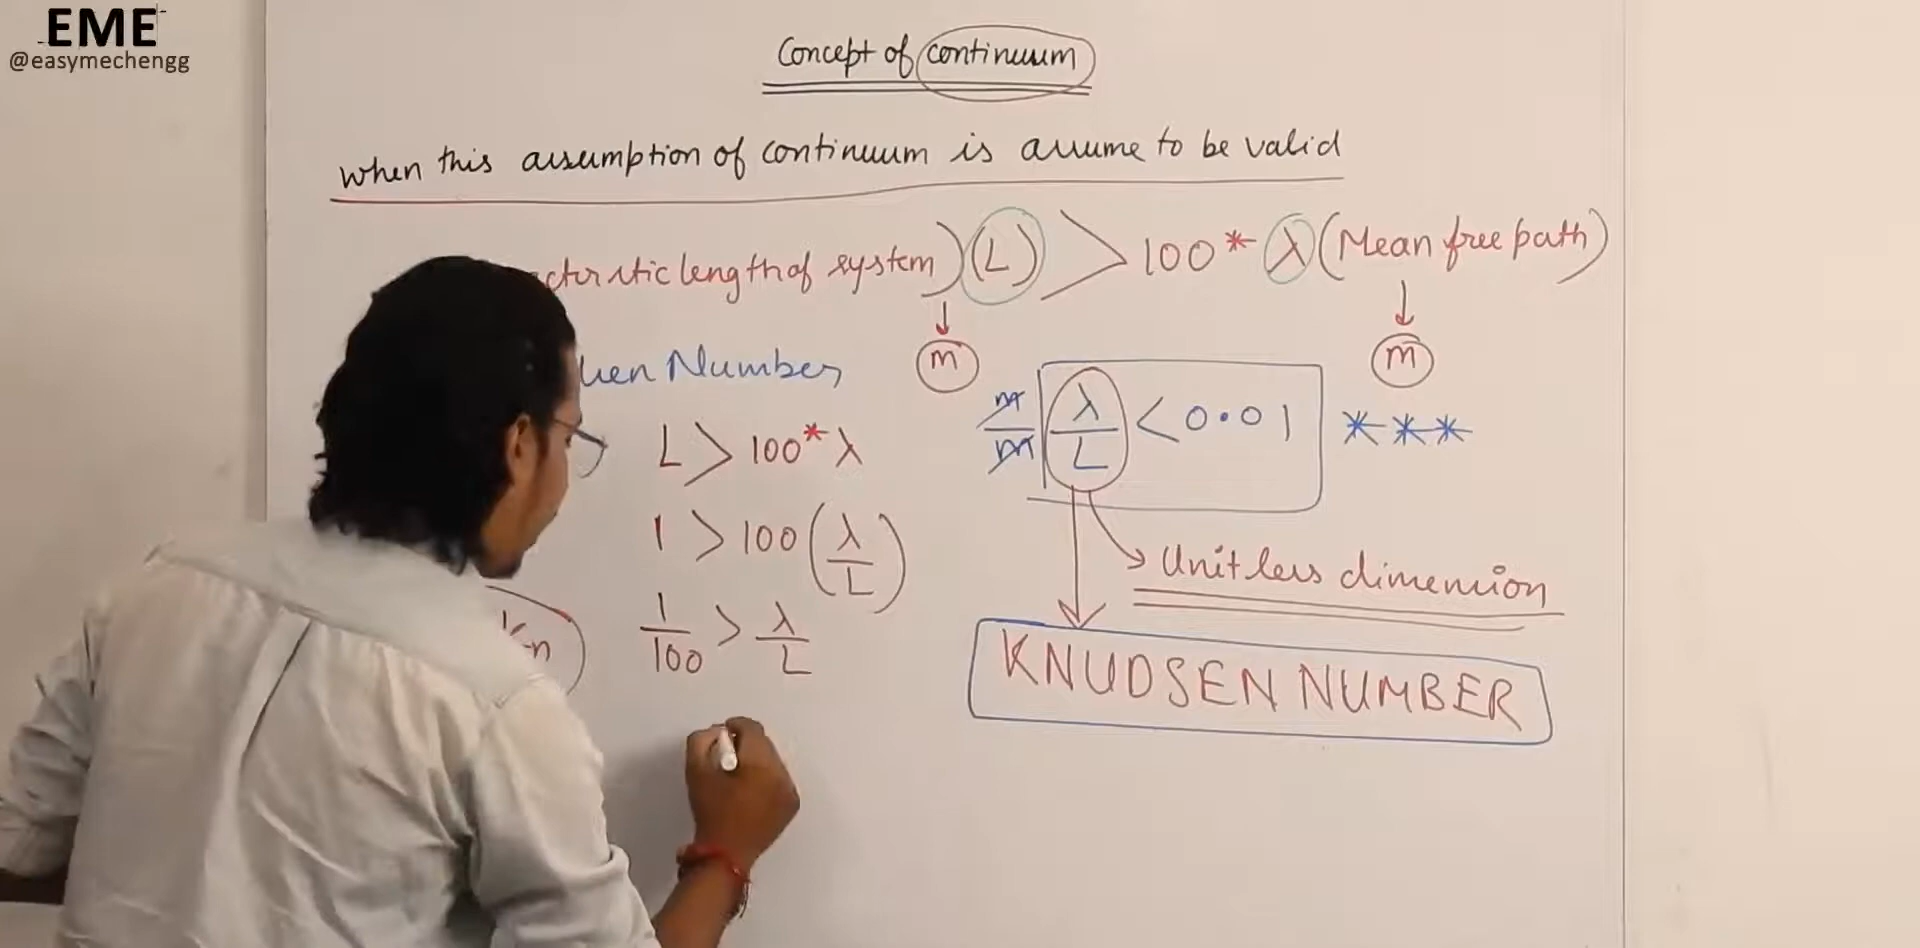 EME
@easymechengg
Concept of continuum
when this assumption of continuum is assume to be valid
length of system) (L) > 100 * λ (Mean free path)
m
m
Number
L > 100 * λ
m/m λ/L < 0.01 ***
1 > 100 (λ/L)
Unitless dimension
1/100 > λ/L
KNUDSEN NUMBER